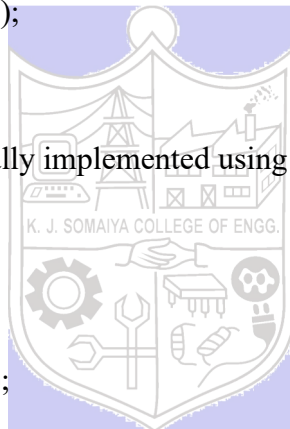 );
lly implemented using
K. J. SOMAIYA COLLEGE OF ENGG.
;